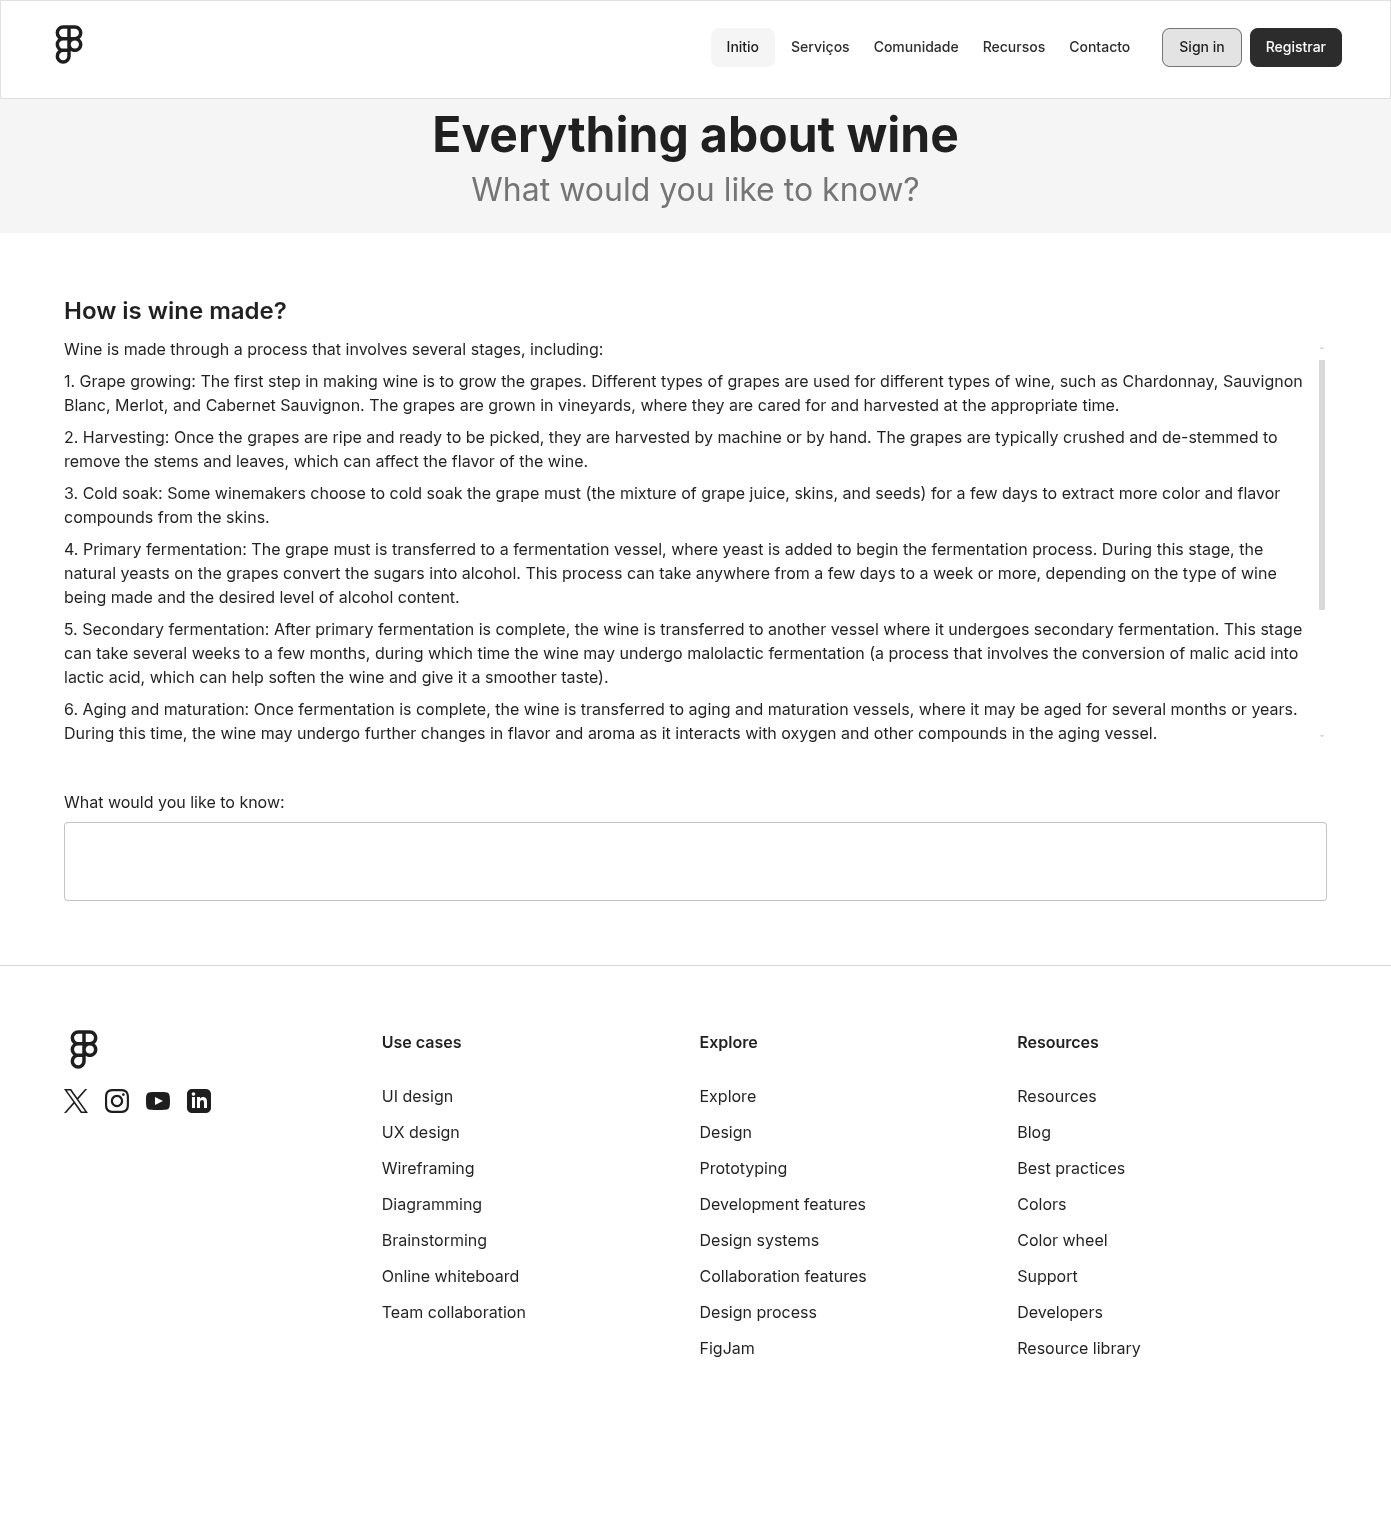 Initio
Serviços
Comunidade
Recursos
Contacto
Sign in
Registrar
Everything about wine
What would you like to know?
How is wine made?
Wine is made through a process that involves several stages, including:
1. Grape growing: The first step in making wine is to grow the grapes. Different types of grapes are used for different types of wine, such as Chardonnay, Sauvignon
Blanc, Merlot, and Cabernet Sauvignon. The grapes are grown in vineyards, where they are cared for and harvested at the appropriate time.
2. Harvesting: Once the grapes are ripe and ready to be picked, they are harvested by machine or by hand. The grapes are typically crushed and de-stemmed to
remove the stems and leaves, which can affect the flavor of the wine.
3. Cold soak: Some winemakers choose to cold soak the grape must (the mixture of grape juice, skins, and seeds) for a few days to extract more color and flavor
compounds from the skins.
4. Primary fermentation: The grape must is transferred to a fermentation vessel, where yeast is added to begin the fermentation process. During this stage, the
natural yeasts on the grapes convert the sugars into alcohol. This process can take anywhere from a few days to a week or more, depending on the type of wine
being made and the desired level of alcohol content.
5. Secondary fermentation: After primary fermentation is complete, the wine is transferred to another vessel where it undergoes secondary fermentation. This stage
can take several weeks to a few months, during which time the wine may undergo malolactic fermentation (a process that involves the conversion of malic acid into
lactic acid, which can help soften the wine and give it a smoother taste).
6. Aging and maturation: Once fermentation is complete, the wine is transferred to aging and maturation vessels, where it may be aged for several months or years.
During this time, the wine may undergo further changes in flavor and aroma as it interacts with oxygen and other compounds in the aging vessel.
What would you like to know:
Use cases
UI design
UX design
Wireframing
Diagramming
Brainstorming
Online whiteboard
Team collaboration
Explore
Explore
Design
Prototyping
Development features
Design systems
Collaboration features
Design process
FigJam
Resources
Resources
Blog
Best practices
Colors
Color wheel
Support
Developers
Resource library